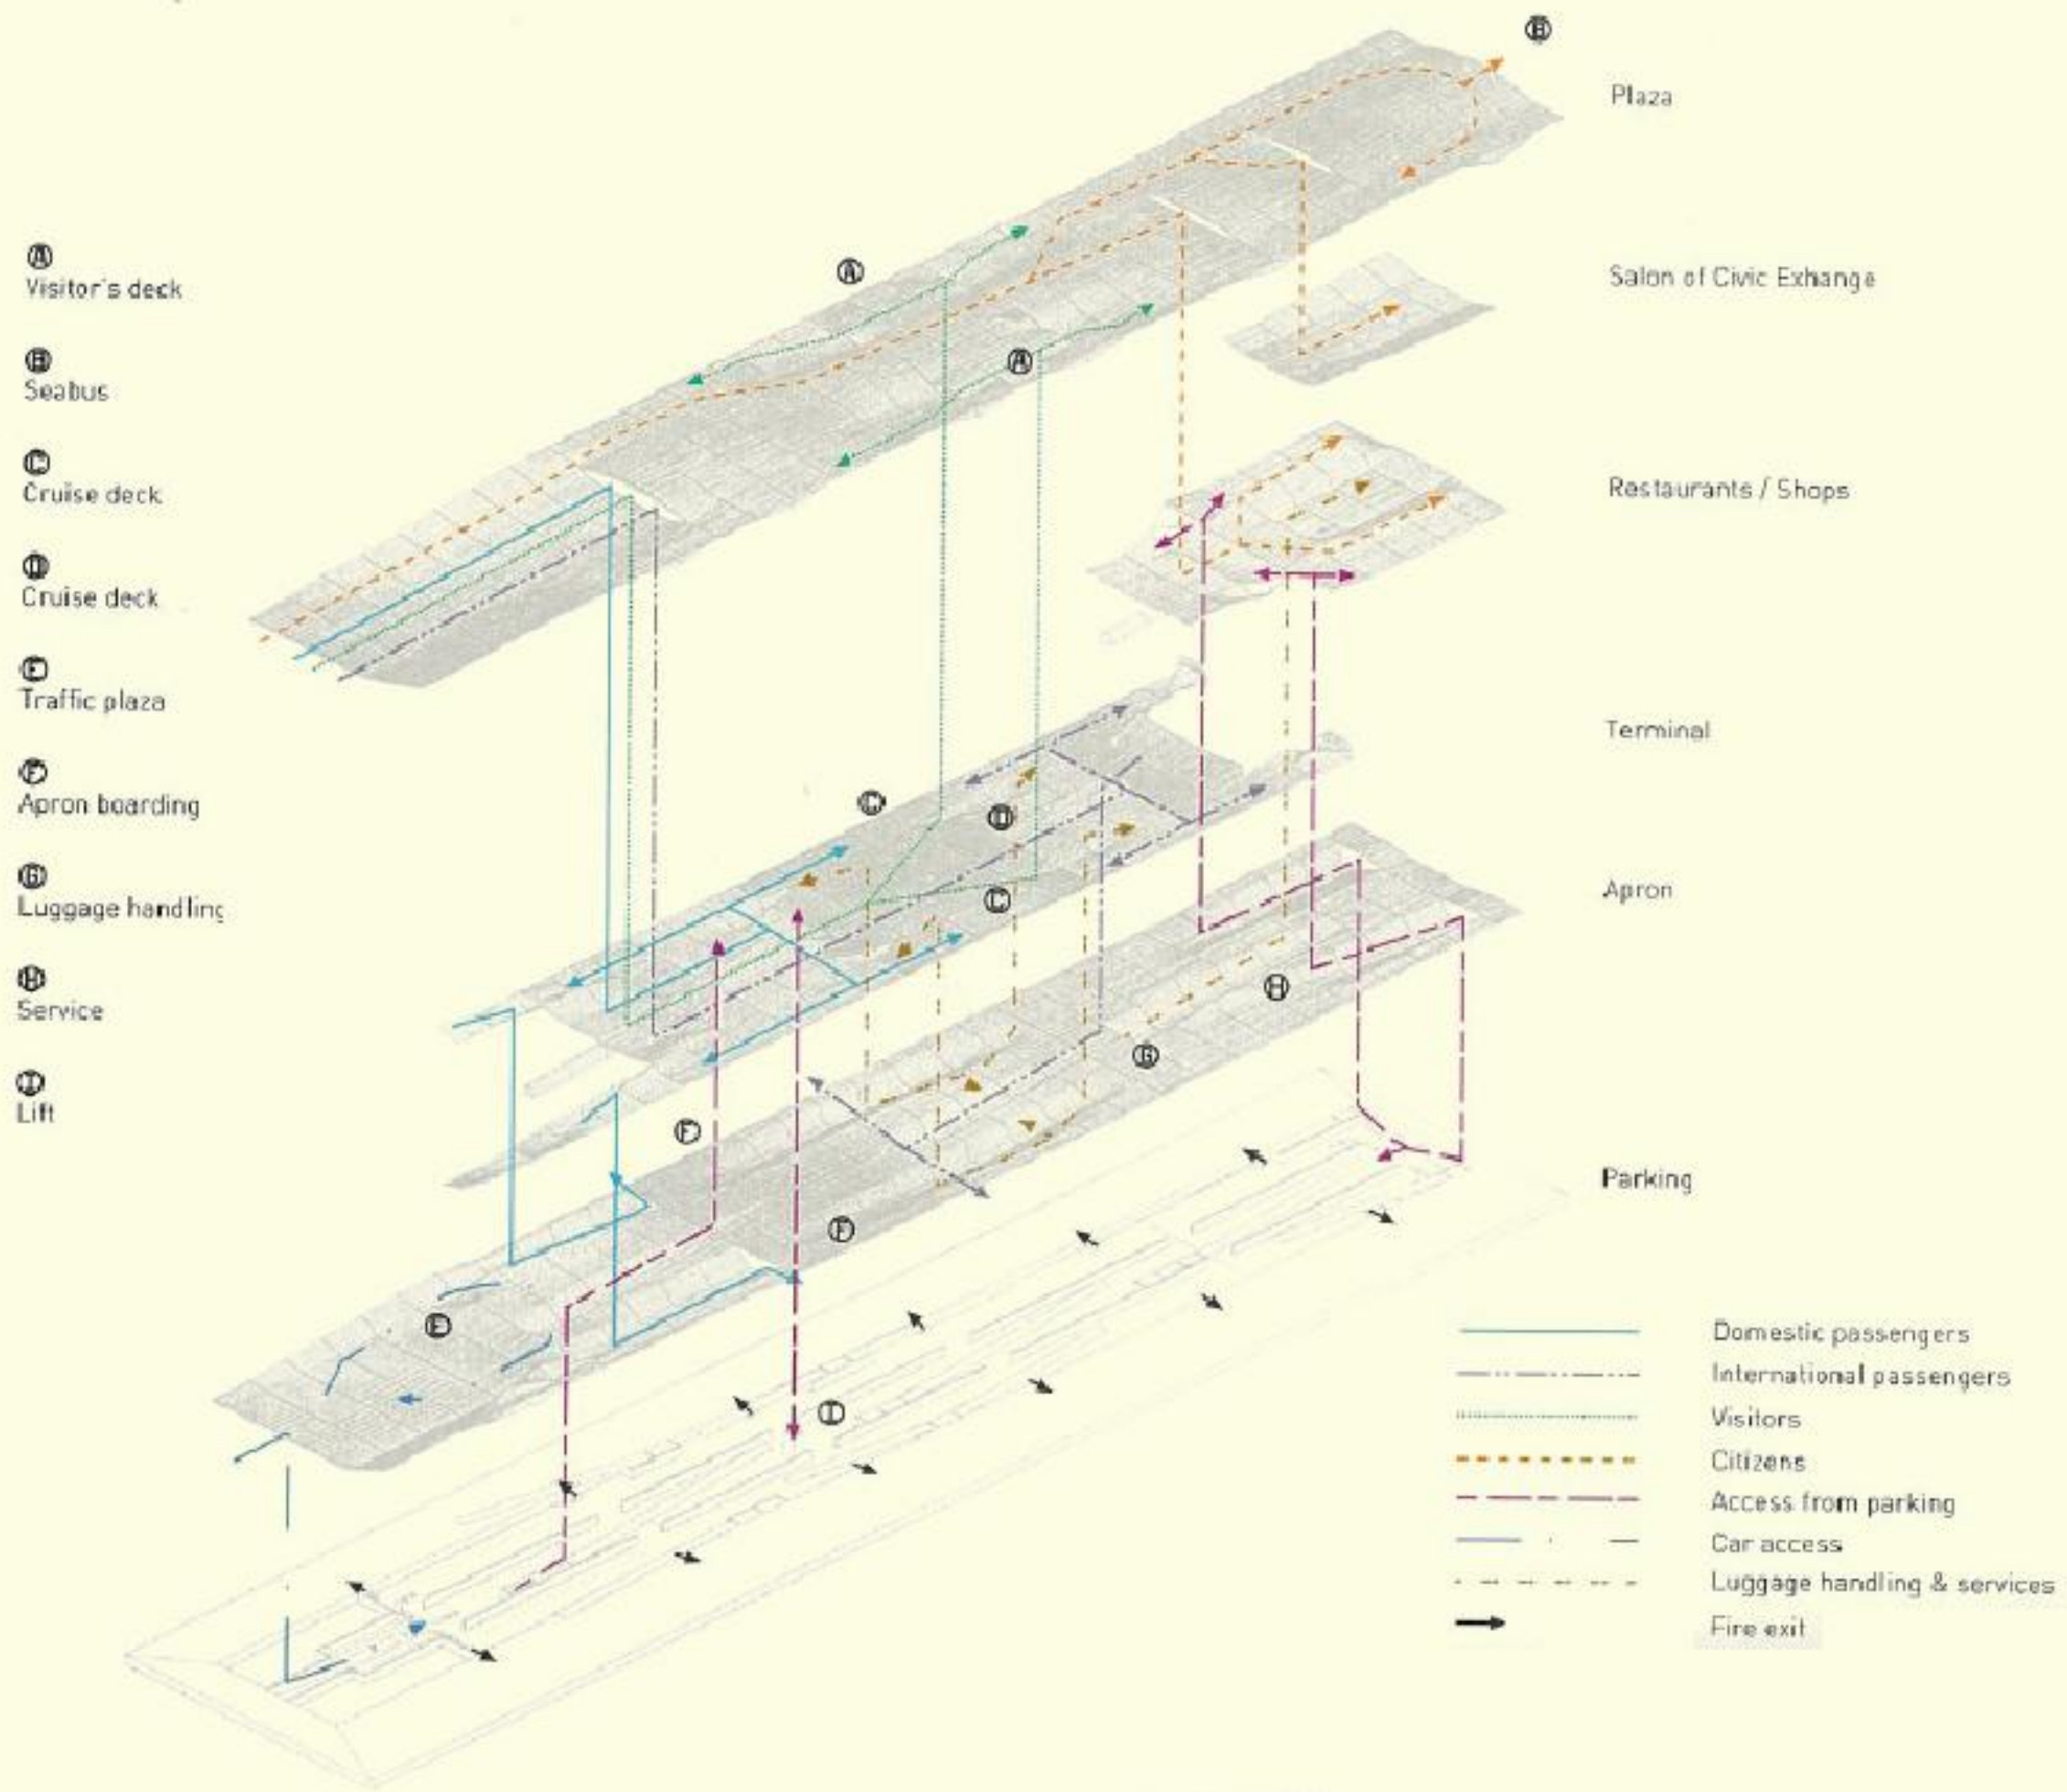 B
Plaza
A
Visitor's deck
A
Salon of Civic Exhange
B
Seabus
A
C
Cruise deck
Restaurants / Shops
D
Cruise deck
E
Traffic plaza
Terminal
F
Apron boarding
C
D
G
Luggage handling
C
Apron
H
Service
H
G
I
Lift
F
Parking
F
E
I
Domestic passengers
International passengers
Visitors
Citizens
Access from parking
Car access
Luggage handling & services
Fire exit